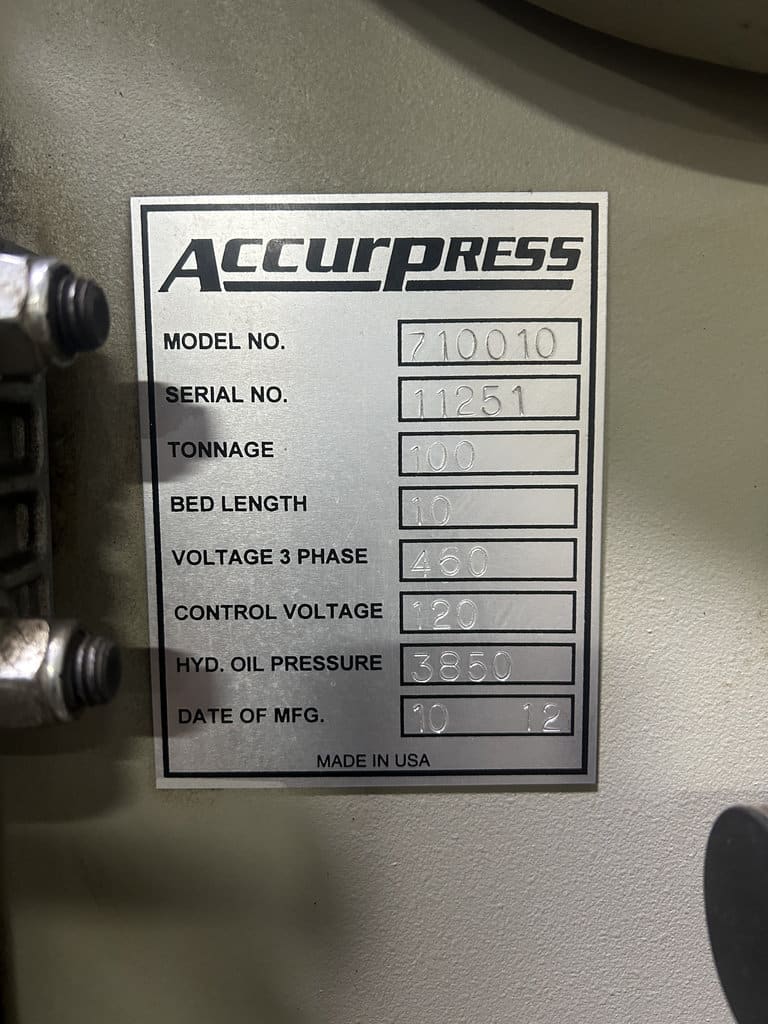 ACCURPRESS
MODEL NO. 710010
SERIAL NO. 11251
TONNAGE 100
BED LENGTH 10
VOLTAGE 3 PHASE 460
CONTROL VOLTAGE 120
HYD. OIL PRESSURE 3850
DATE OF MFG. 10 12
MADE IN USA